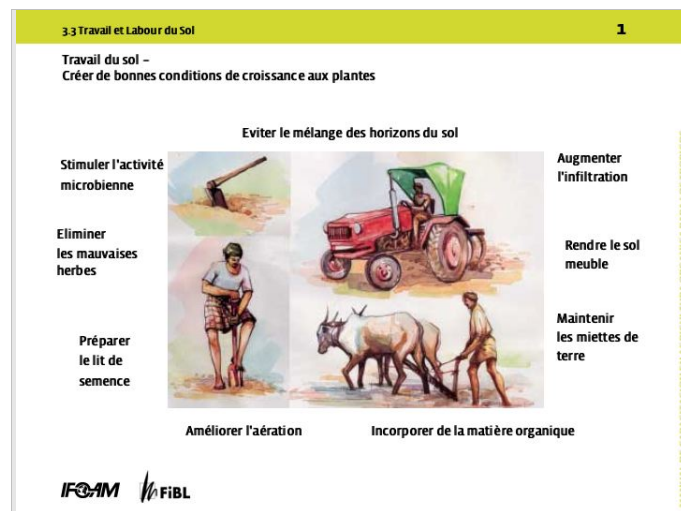 3.3 Travail et Labour du Sol
1
Travail du sol –
Créer de bonnes conditions de croissance aux plantes
Eviter le mélange des horizons du sol
Stimuler l'activité
microbienne
Augmenter
l'infiltration
Eliminer
les mauvaises
herbes
Rendre le sol
meuble
Préparer
le lit de
semence
Maintenir
les miettes de
terre
Améliorer l'aération
Incorporer de la matière organique
IFOAM
FiBL